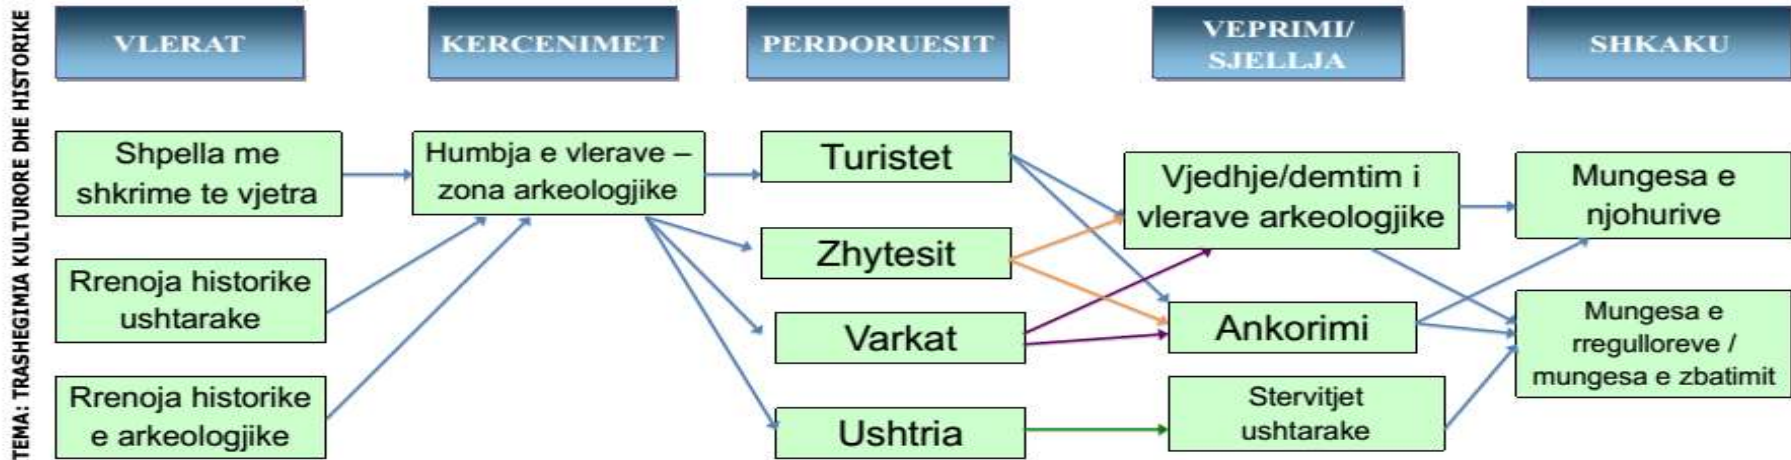 TEMA: TRASHEGIMIA KULTURORE DHE HISTORIKE
VLERAT
KERCENIMET
PERDORUESIT
VEPRIMI/
SJELLJA
SHKAKU
Shpella me
shkrime te vjetra
Rrenoja historike
ushtarake
Rrenoja historike
e arkeologjike
Humbja e vlerave –
zona arkeologjike
Turistet
Zhytesit
Varkat
Ushtria
Vjedhje/demtim i
vlerave arkeologjike
Ankorimi
Stervitjet
ushtarake
Mungesa e
njohurive
Mungesa e
rregulloreve /
mungesa e zbatimit